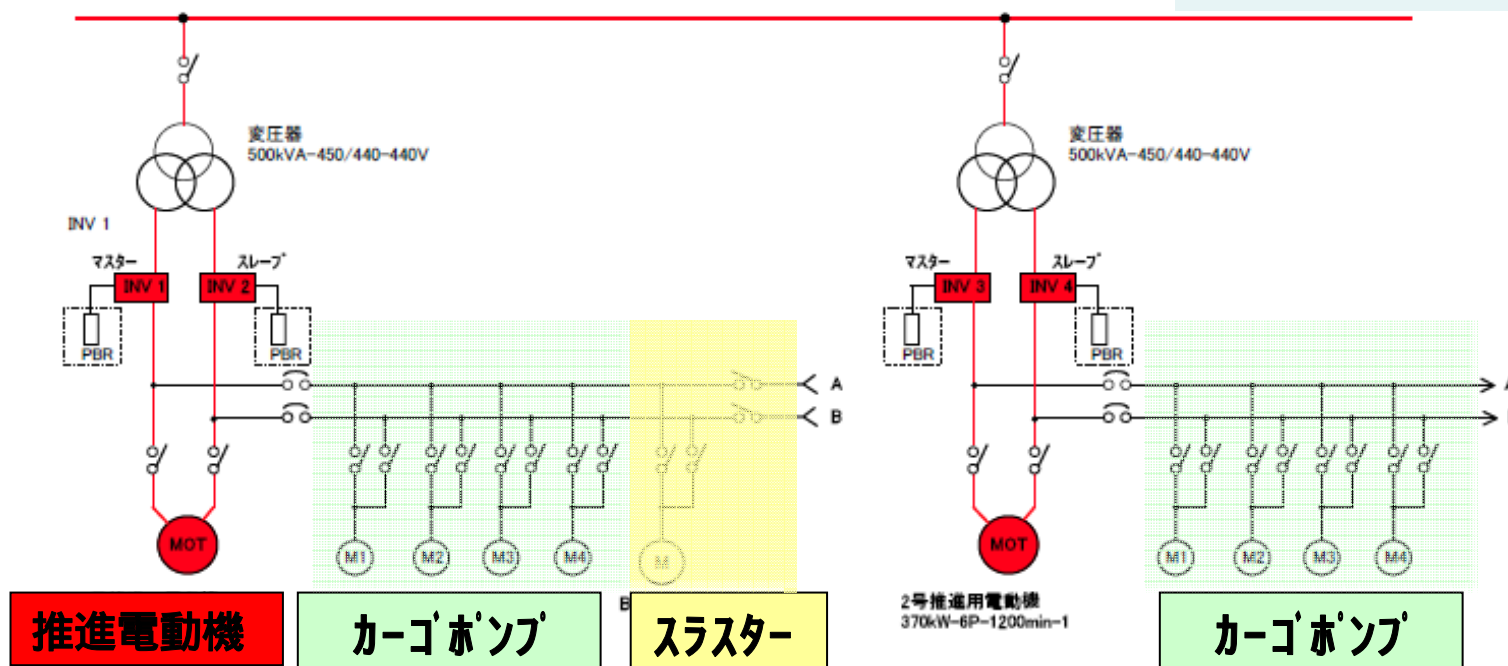 変圧器
500kVA-450/440-440V
変圧器
500kVA-450/440-440V
INV 1
マスター
スレーブ
マスター
スレーブ
INV 1
INV 2
INV 3
INV 4
PBR
PBR
PBR
PBR
A
B
MOT
M1
M2
M3
M4
M
MOT
M1
M2
M3
M4
2号推進用電動機
370kW-6P-1200min-1
推進電動機
カーゴポンプ
スラスター
カーゴポンプ